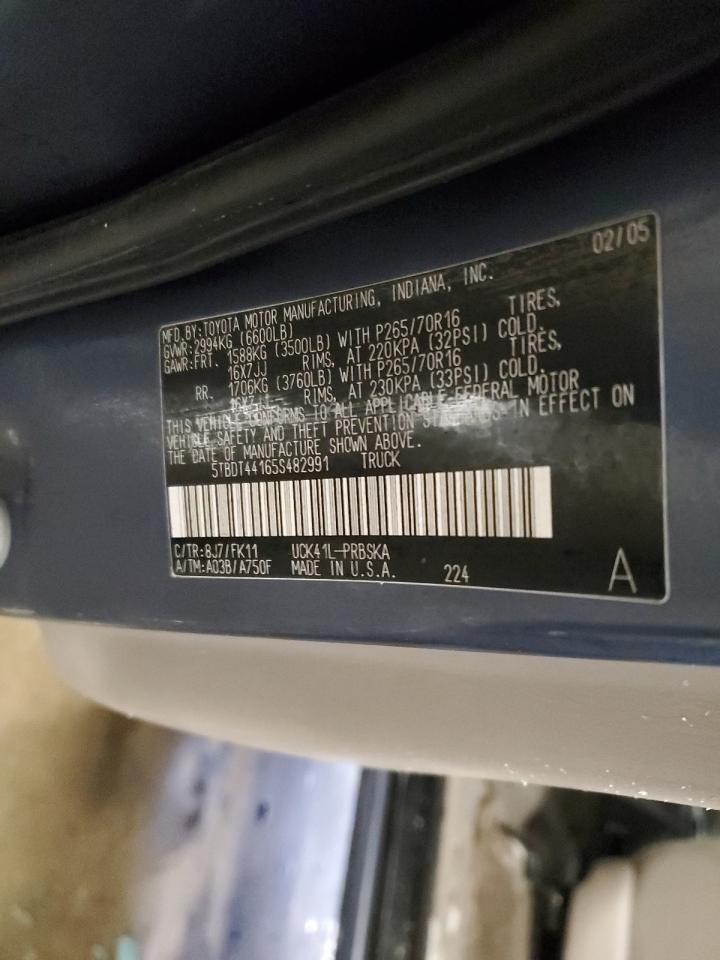 02/05
MFD.BY:TOYOTA MOTOR MANUFACTURING, INDIANA, INC.
GVWR:2994KG (6600LB)
GAWR:FRT. 1588KG (3500LB) WITH P265/70R16 TIRES,
16X7JJ RIMS, AT 220KPA (32PSI) COLD.
RR. 1706KG (3760LB) WITH P265/70R16 TIRES,
16X7JJ RIMS, AT 230KPA (33PSI) COLD.
THIS VEHICLE CONFORMS TO ALL APPLICABLE FEDERAL MOTOR
VEHICLE SAFETY AND THEFT PREVENTION STANDARDS IN EFFECT ON
THE DATE OF MANUFACTURE SHOWN ABOVE.
5TBDT44165S482991 TRUCK
C/TR:8J7/FK11 UCK41L-PRBSKA
A/TM:A03B/A750F MADE IN U.S.A. 224
A